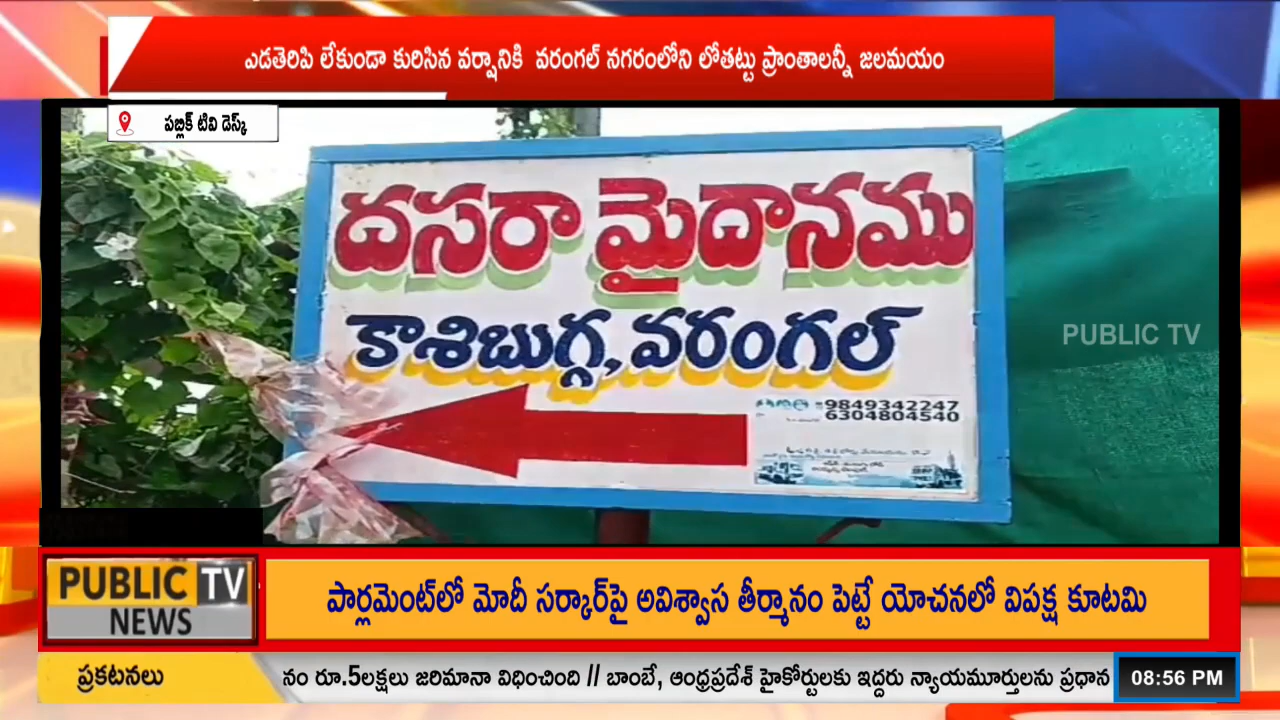 ఎడతెరిపి లేకుండా కురిసిన వర్షానికి వరంగల్ నగరంలోని లోతట్టు ప్రాంతాలన్నీ జలమయం
పబ్లిక్ టివి డెస్క్
దసరా మైదానము
కాశిబుగ్గ, వరంగల్
9849342247
6304804540
PUBLIC TV
PUBLIC TV
NEWS
పార్లమెంట్‌లో మోదీ సర్కార్‌పై అవిశ్వాస తీర్మానం పెట్టే యోచనలో విపక్ష కూటమి
ప్రకటనలు
నం రూ.5లక్షలు జరిమానా విధించింది // బాంబే, ఆంధ్రప్రదేశ్ హైకోర్టులకు ఇద్దరు న్యాయమూర్తులను ప్రధాన
08:56 PM